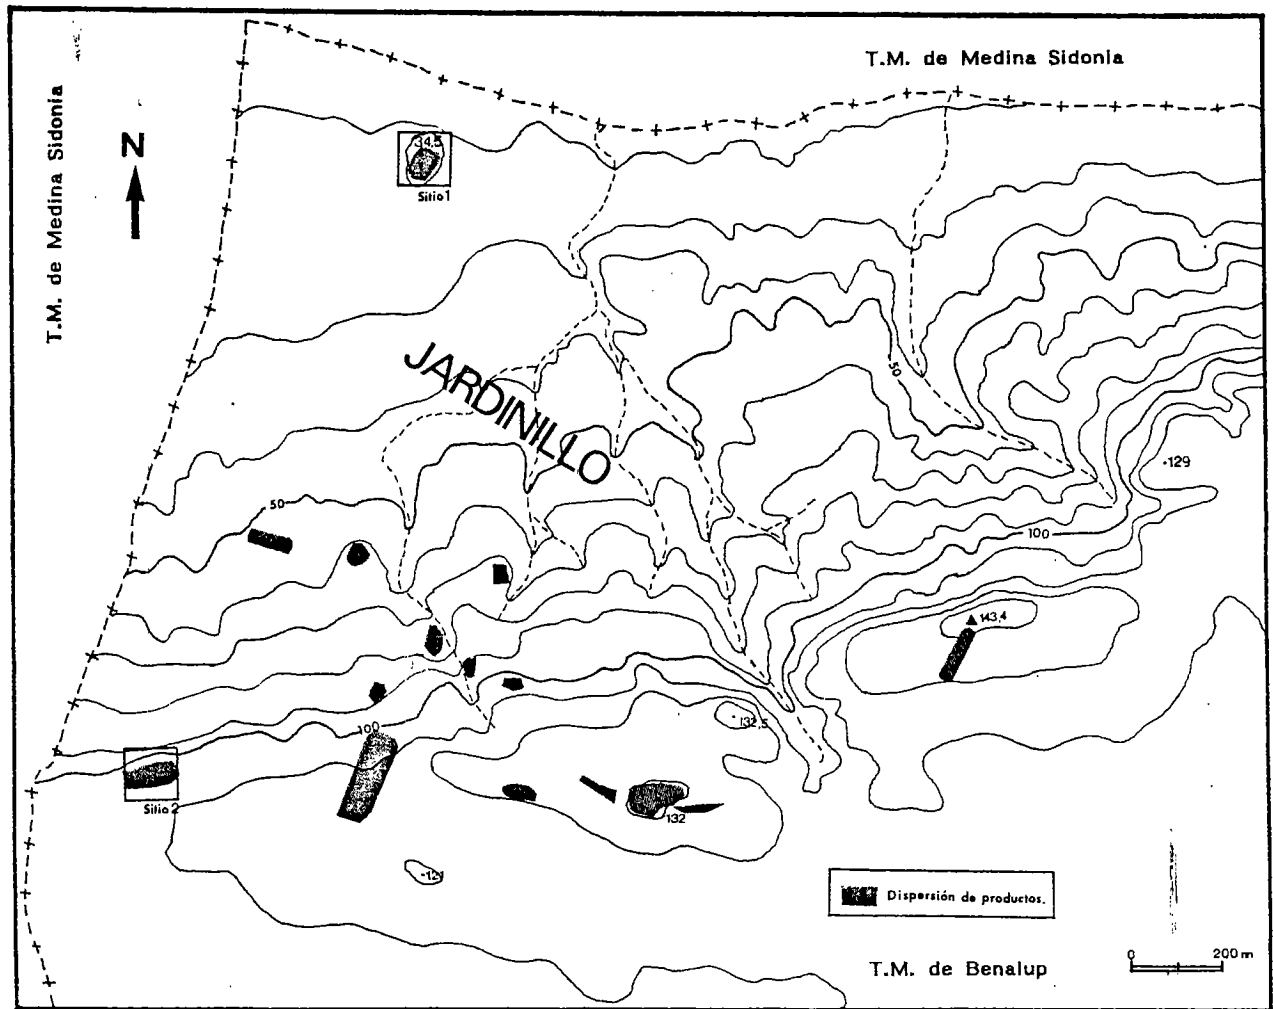 T.M. de Medina Sidonia
T.M. de Medina Sidonia
N
34,5
Sitio 1
JARDINILLO
50
129
50
100
143,4
100
132,5
Sitio 2
132
121
Dispersión de productos.
T.M. de Benalup
0 200 m